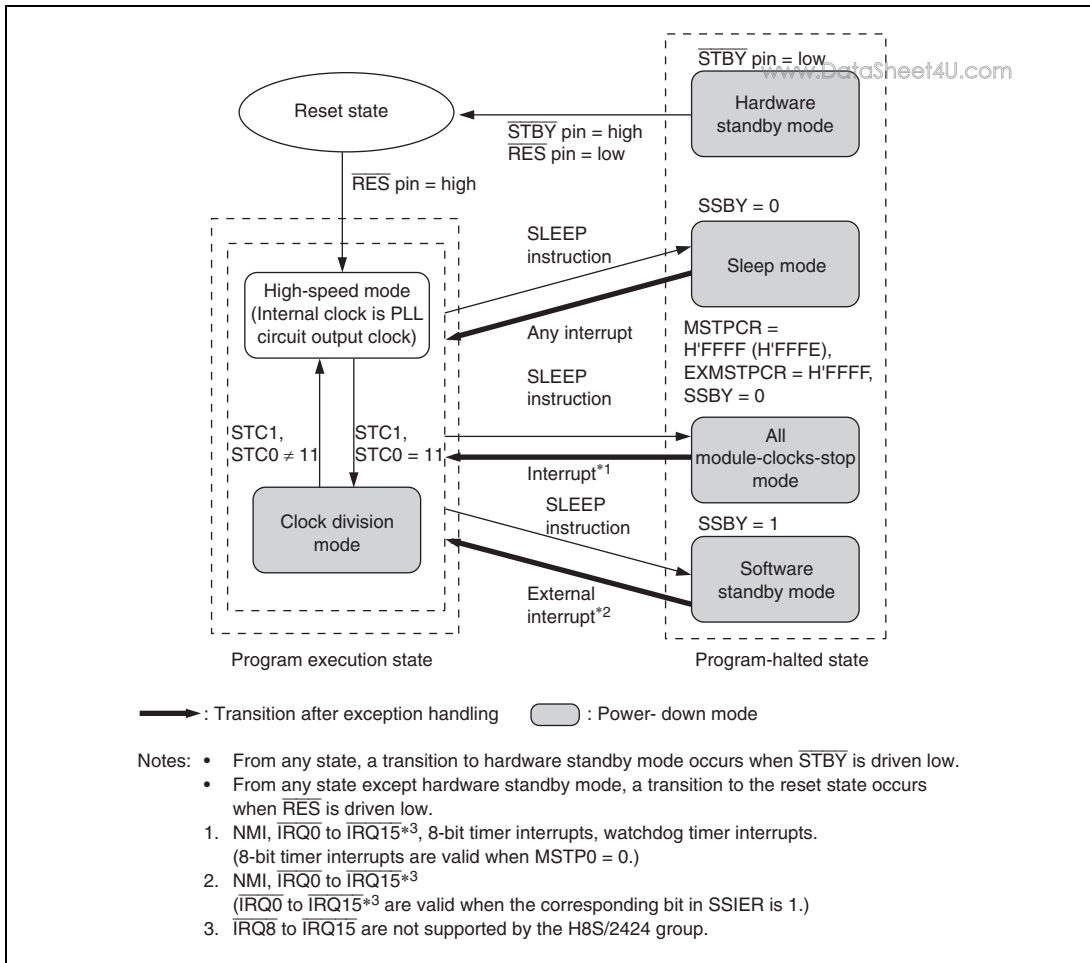 STBY pin = low
www.DataSheet4U.com
Reset state
Hardware
standby mode
STBY pin = high
RES pin = low
RES pin = high
SSBY = 0
SLEEP
instruction
Sleep mode
High-speed mode
(Internal clock is PLL
circuit output clock)
Any interrupt
MSTPCR =
H'FFFF (H'FFFE),
EXMSTPCR = H'FFFF,
SSBY = 0
SLEEP
instruction
STC1,
STC0 ≠ 11
STC1,
STC0 = 11
All
module-clocks-stop
mode
Interrupt*1
SLEEP
instruction
SSBY = 1
Clock division
mode
Software
standby mode
External
interrupt*2
Program execution state
Program-halted state
: Transition after exception handling
: Power- down mode
Notes: • From any state, a transition to hardware standby mode occurs when STBY is driven low.
• From any state except hardware standby mode, a transition to the reset state occurs
when RES is driven low.
1. NMI, IRQ0 to IRQ15*3, 8-bit timer interrupts, watchdog timer interrupts.
(8-bit timer interrupts are valid when MSTP0 = 0.)
2. NMI, IRQ0 to IRQ15*3
(IRQ0 to IRQ15*3 are valid when the corresponding bit in SSIER is 1.)
3. IRQ8 to IRQ15 are not supported by the H8S/2424 group.